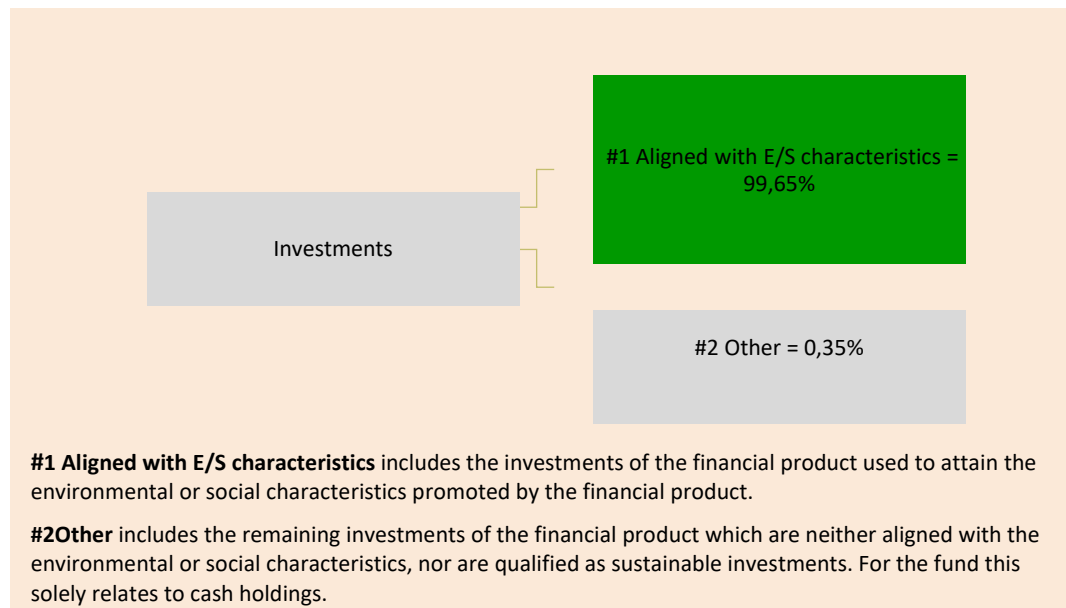 #1 Aligned with E/S characteristics =
99,65%
Investments
#2 Other = 0,35%
#1 Aligned with E/S characteristics includes the investments of the financial product used to attain the
environmental or social characteristics promoted by the financial product.
#2Other includes the remaining investments of the financial product which are neither aligned with the
environmental or social characteristics, nor are qualified as sustainable investments. For the fund this
solely relates to cash holdings.